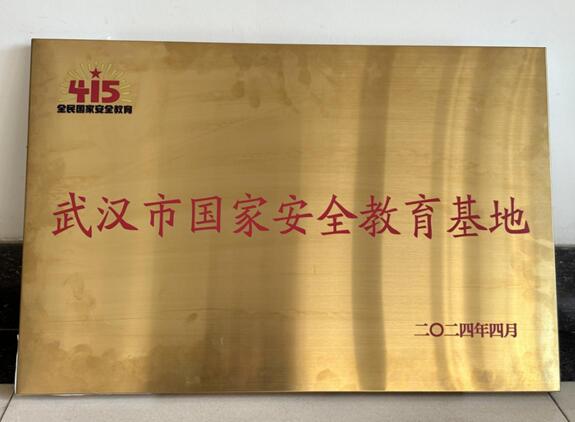 415
全民国家安全教育
武汉市国家安全教育基地
二〇二四年四月